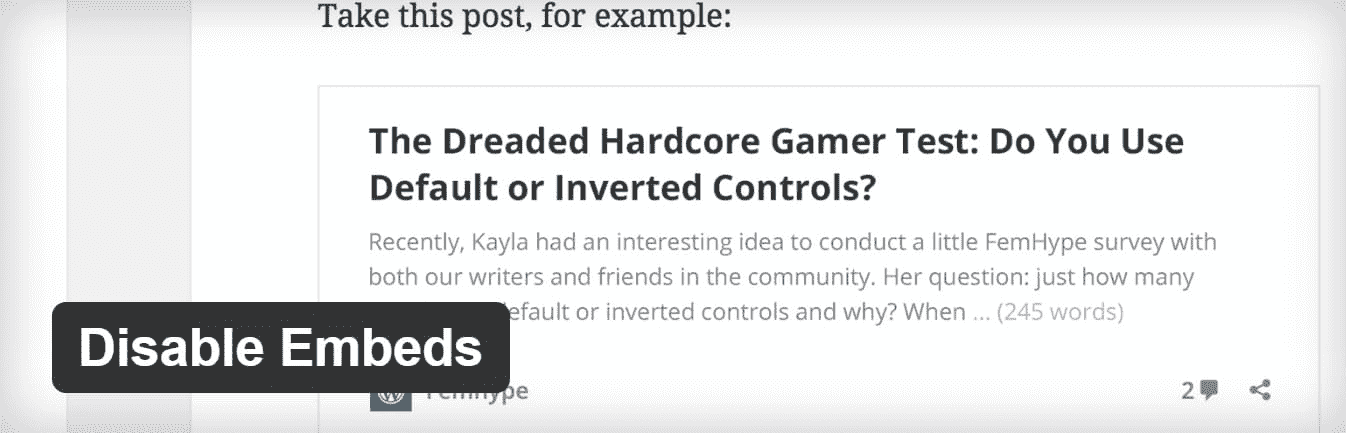 Take this post, for example:
The Dreaded Hardcore Gamer Test: Do You Use
Default or Inverted Controls?
Recently, Kayla had an interesting idea to conduct a little FemHype survey with
both our writers and friends in the community. Her question: just how many
default or inverted controls and why? When ... (245 words)
Disable Embeds
FemHype
2